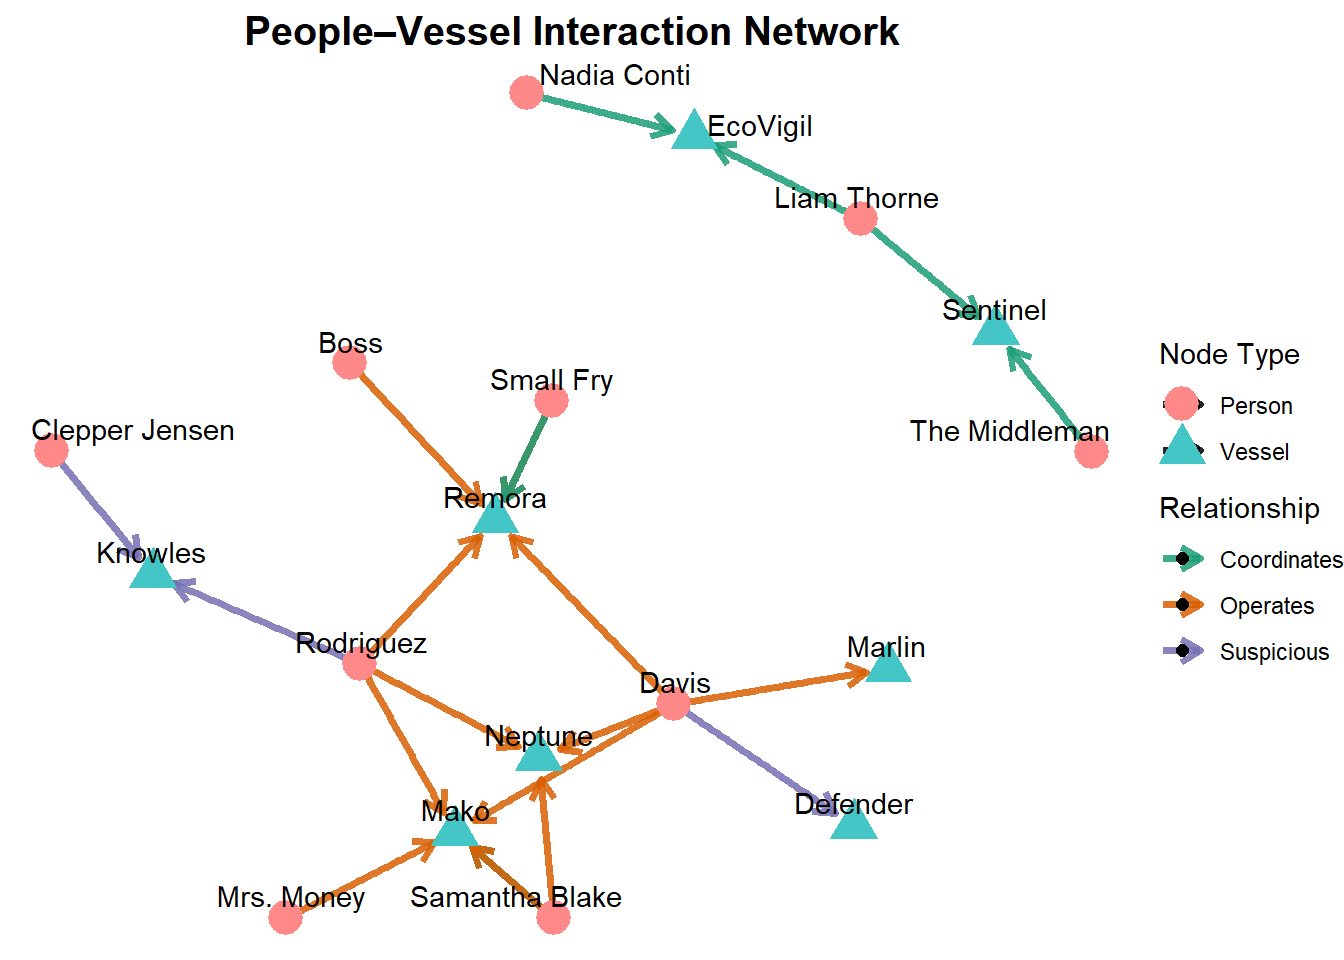 People–Vessel Interaction Network
Nadia Conti
EcoVigil
Liam Thorne
Sentinel
Boss
Small Fry
Clepper Jensen
The Middleman
Remora
Knowles
Rodriguez
Marlin
Davis
Neptune
Mako
Defender
Mrs. Money
Samantha Blake
Node Type
Person
Vessel
Relationship
Coordinates
Operates
Suspicious